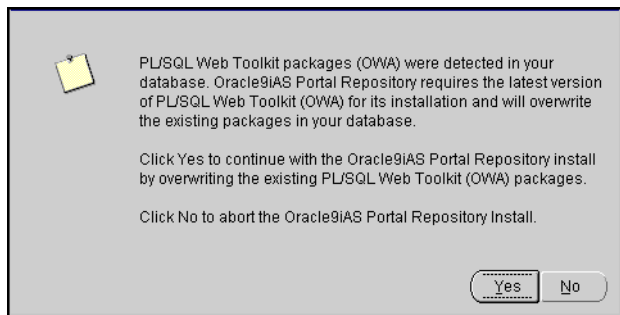 PL/SQL Web Toolkit packages (OWA) were detected in your
database. Oracle9iAS Portal Repository requires the latest version
of PL/SQL Web Toolkit (OWA) for its installation and will overwrite
the existing packages in your database.
Click Yes to continue with the Oracle9iAS Portal Repository install
by overwriting the existing PL/SQL Web Toolkit (OWA) packages.
Click No to abort the Oracle9iAS Portal Repository Install.
Yes No